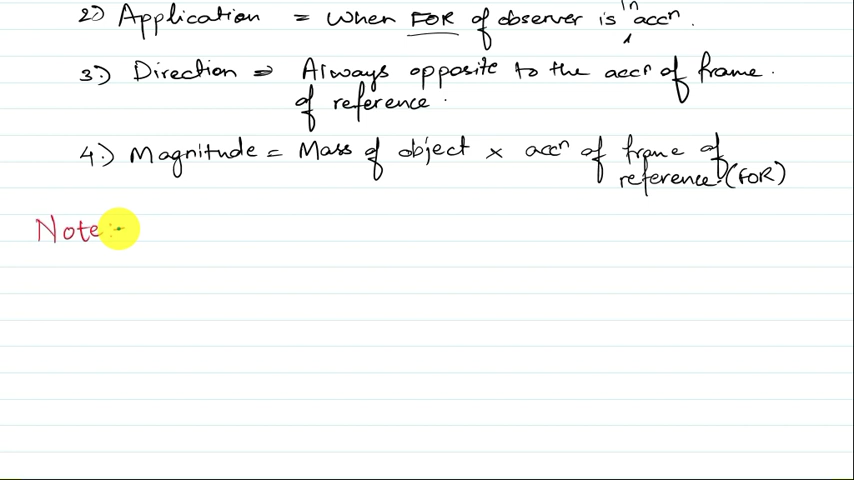 2.) Application = When FOR of observer is in accⁿ.
3.) Direction = Always opposite to the accⁿ of frame
of reference.
4.) Magnitude = Mass of object × accⁿ of frame of
reference. (FOR)
Note :-